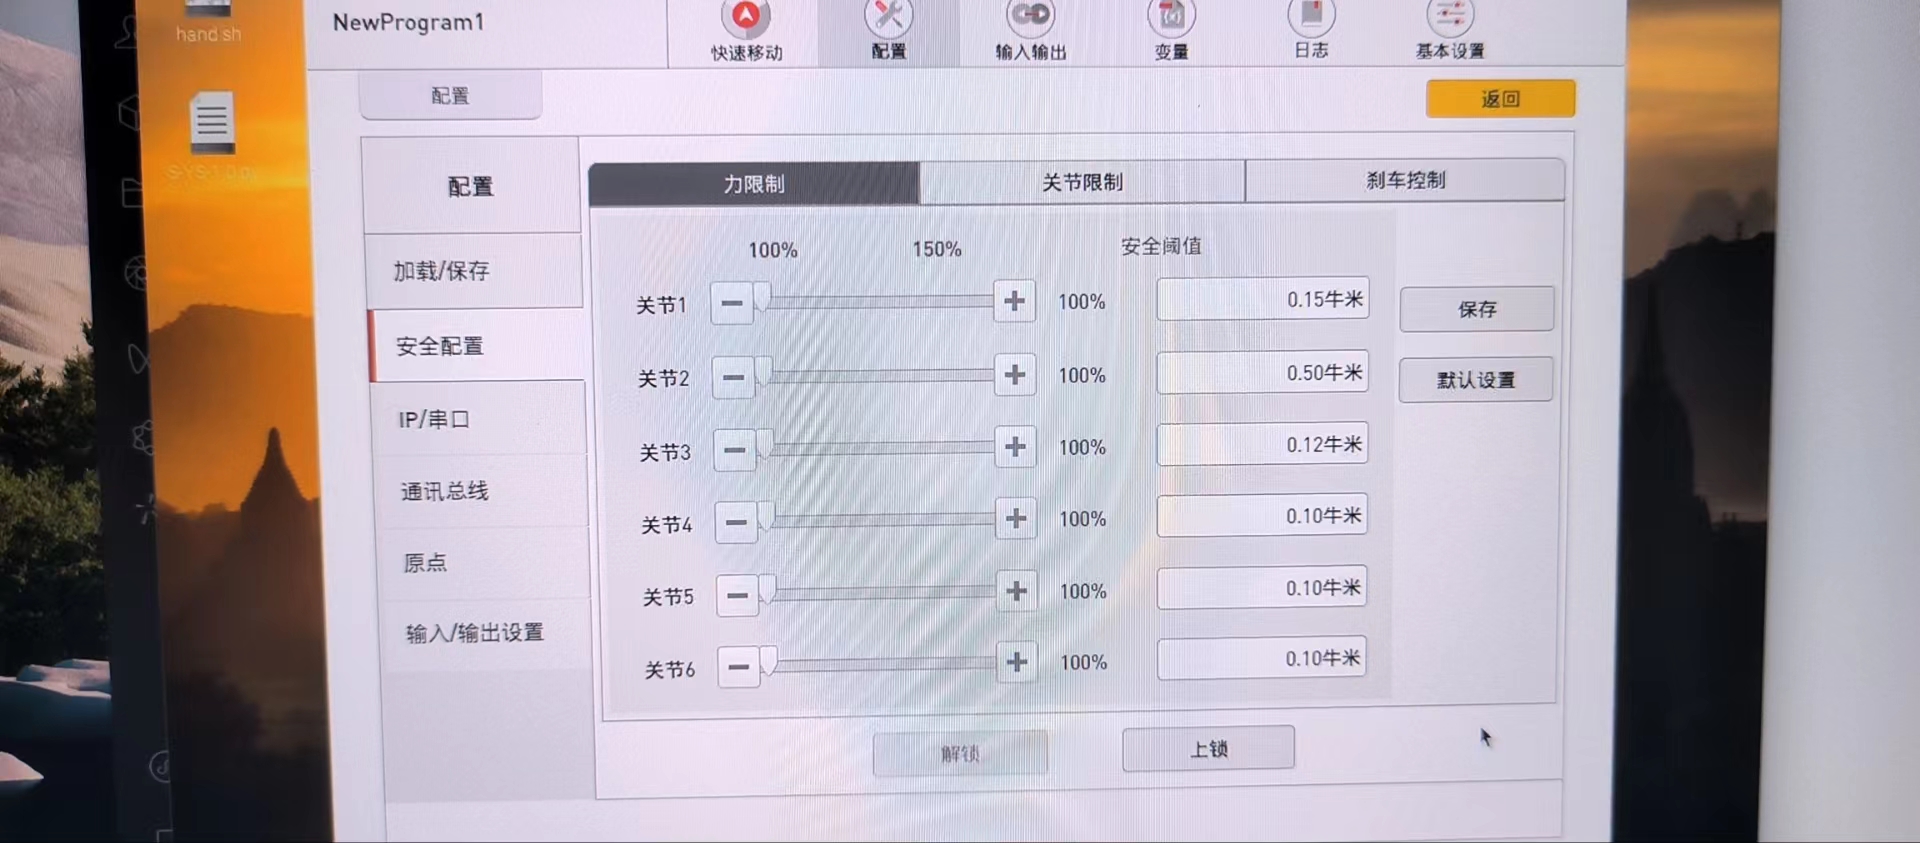 hand sh
NewProgram1
快速移动
配置
输入输出
变量
日志
基本设置
配置
返回
配置
加载/保存
安全配置
IP/串口
通讯总线
原点
输入/输出设置
力限制
关节限制
刹车控制
100%
150%
安全阈值
关节1
100%
0.15牛米
关节2
100%
0.50牛米
关节3
100%
0.12牛米
关节4
100%
0.10牛米
关节5
100%
0.10牛米
关节6
100%
0.10牛米
保存
默认设置
解锁
上锁